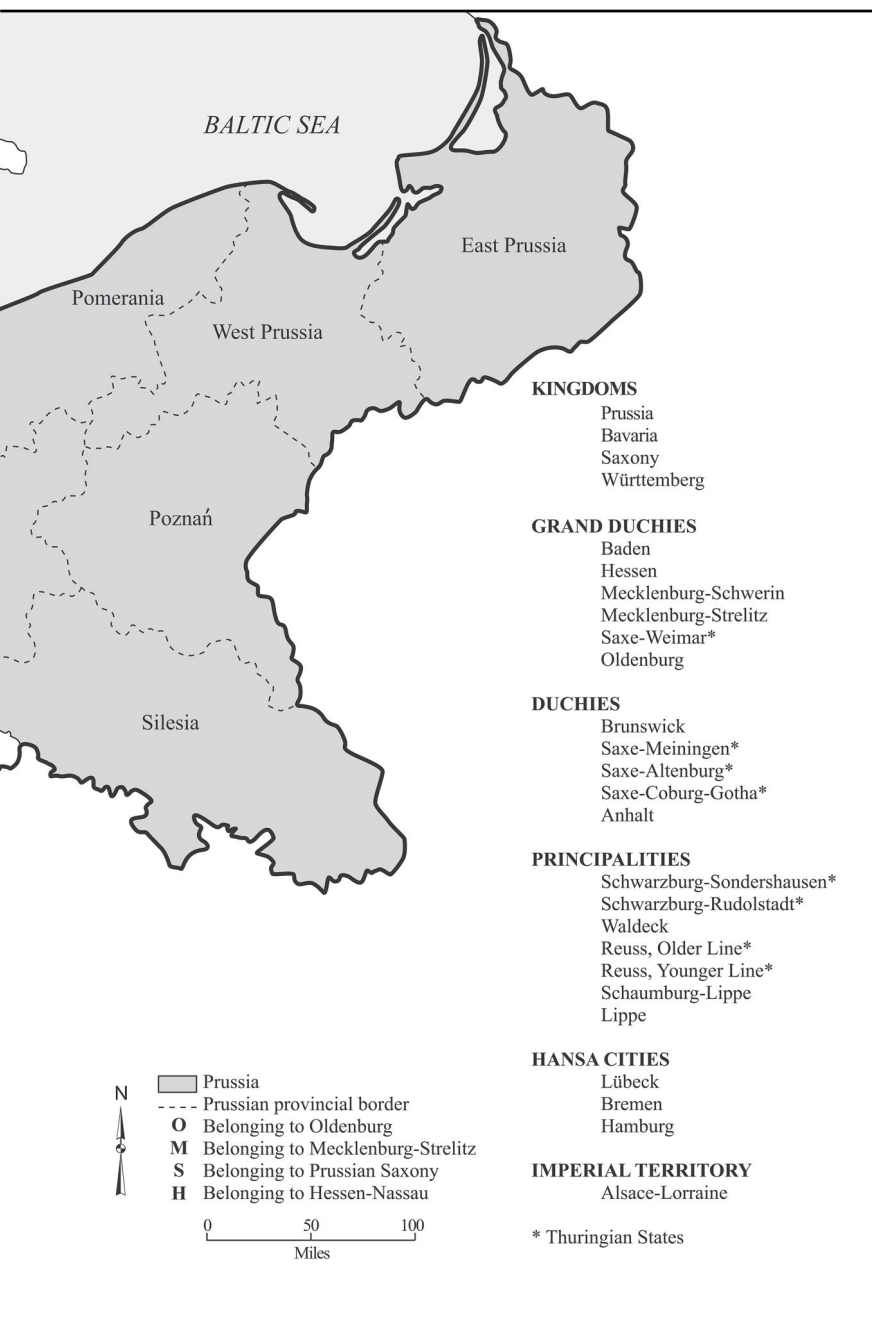 BALTIC SEA
East Prussia
Pomerania
West Prussia
Poznań
Silesia
KINGDOMS
Prussia
Bavaria
Saxony
Württemberg
GRAND DUCHIES
Baden
Hessen
Mecklenburg-Schwerin
Mecklenburg-Strelitz
Saxe-Weimar*
Oldenburg
DUCHIES
Brunswick
Saxe-Meiningen*
Saxe-Altenburg*
Saxe-Coburg-Gotha*
Anhalt
PRINCIPALITIES
Schwarzburg-Sondershausen*
Schwarzburg-Rudolstadt*
Waldeck
Reuss, Older Line*
Reuss, Younger Line*
Schaumburg-Lippe
Lippe
HANSA CITIES
Lübeck
Bremen
Hamburg
IMPERIAL TERRITORY
Alsace-Lorraine
* Thuringian States
N
Prussia
Prussian provincial border
O Belonging to Oldenburg
M Belonging to Mecklenburg-Strelitz
S Belonging to Prussian Saxony
H Belonging to Hessen-Nassau
0 50 100
Miles